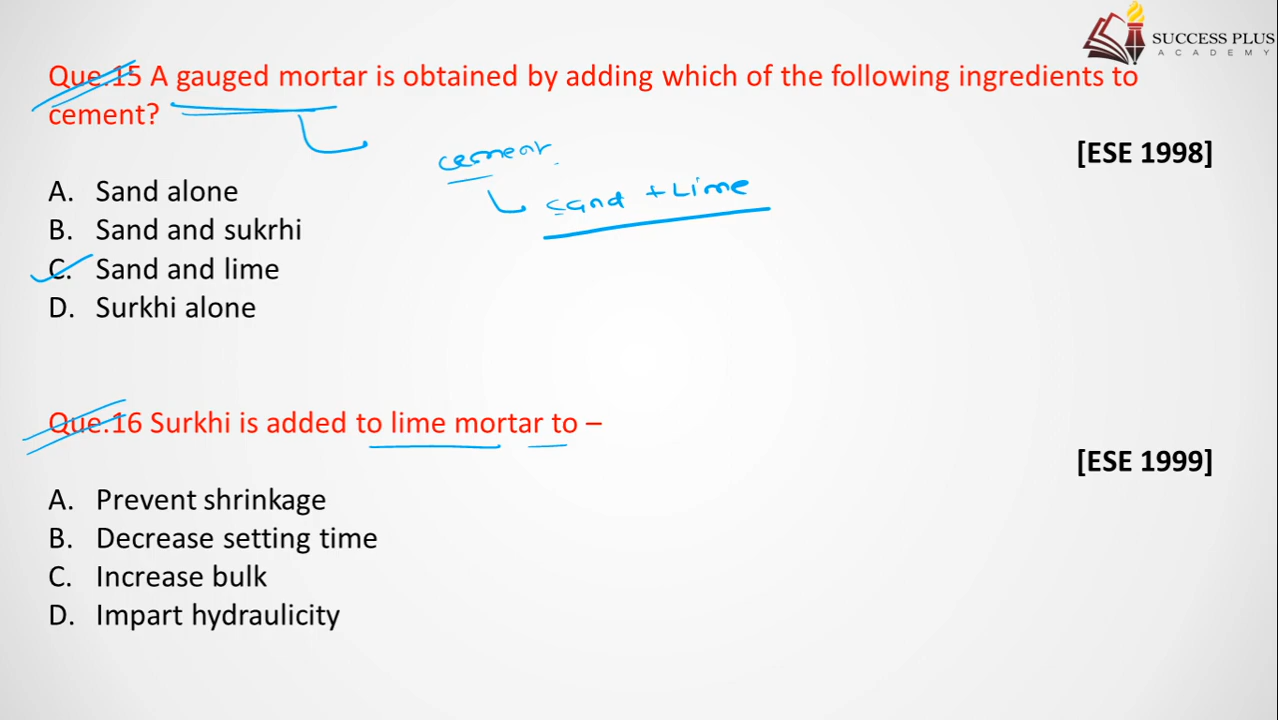 SUCCESS PLUS
ACADEMY
Que.15 A gauged mortar is obtained by adding which of the following ingredients to
cement?
[ESE 1998]
cement
sand + Lime
A. Sand alone
B. Sand and sukrhi
C. Sand and lime
D. Surkhi alone
Que.16 Surkhi is added to lime mortar to –
[ESE 1999]
A. Prevent shrinkage
B. Decrease setting time
C. Increase bulk
D. Impart hydraulicity